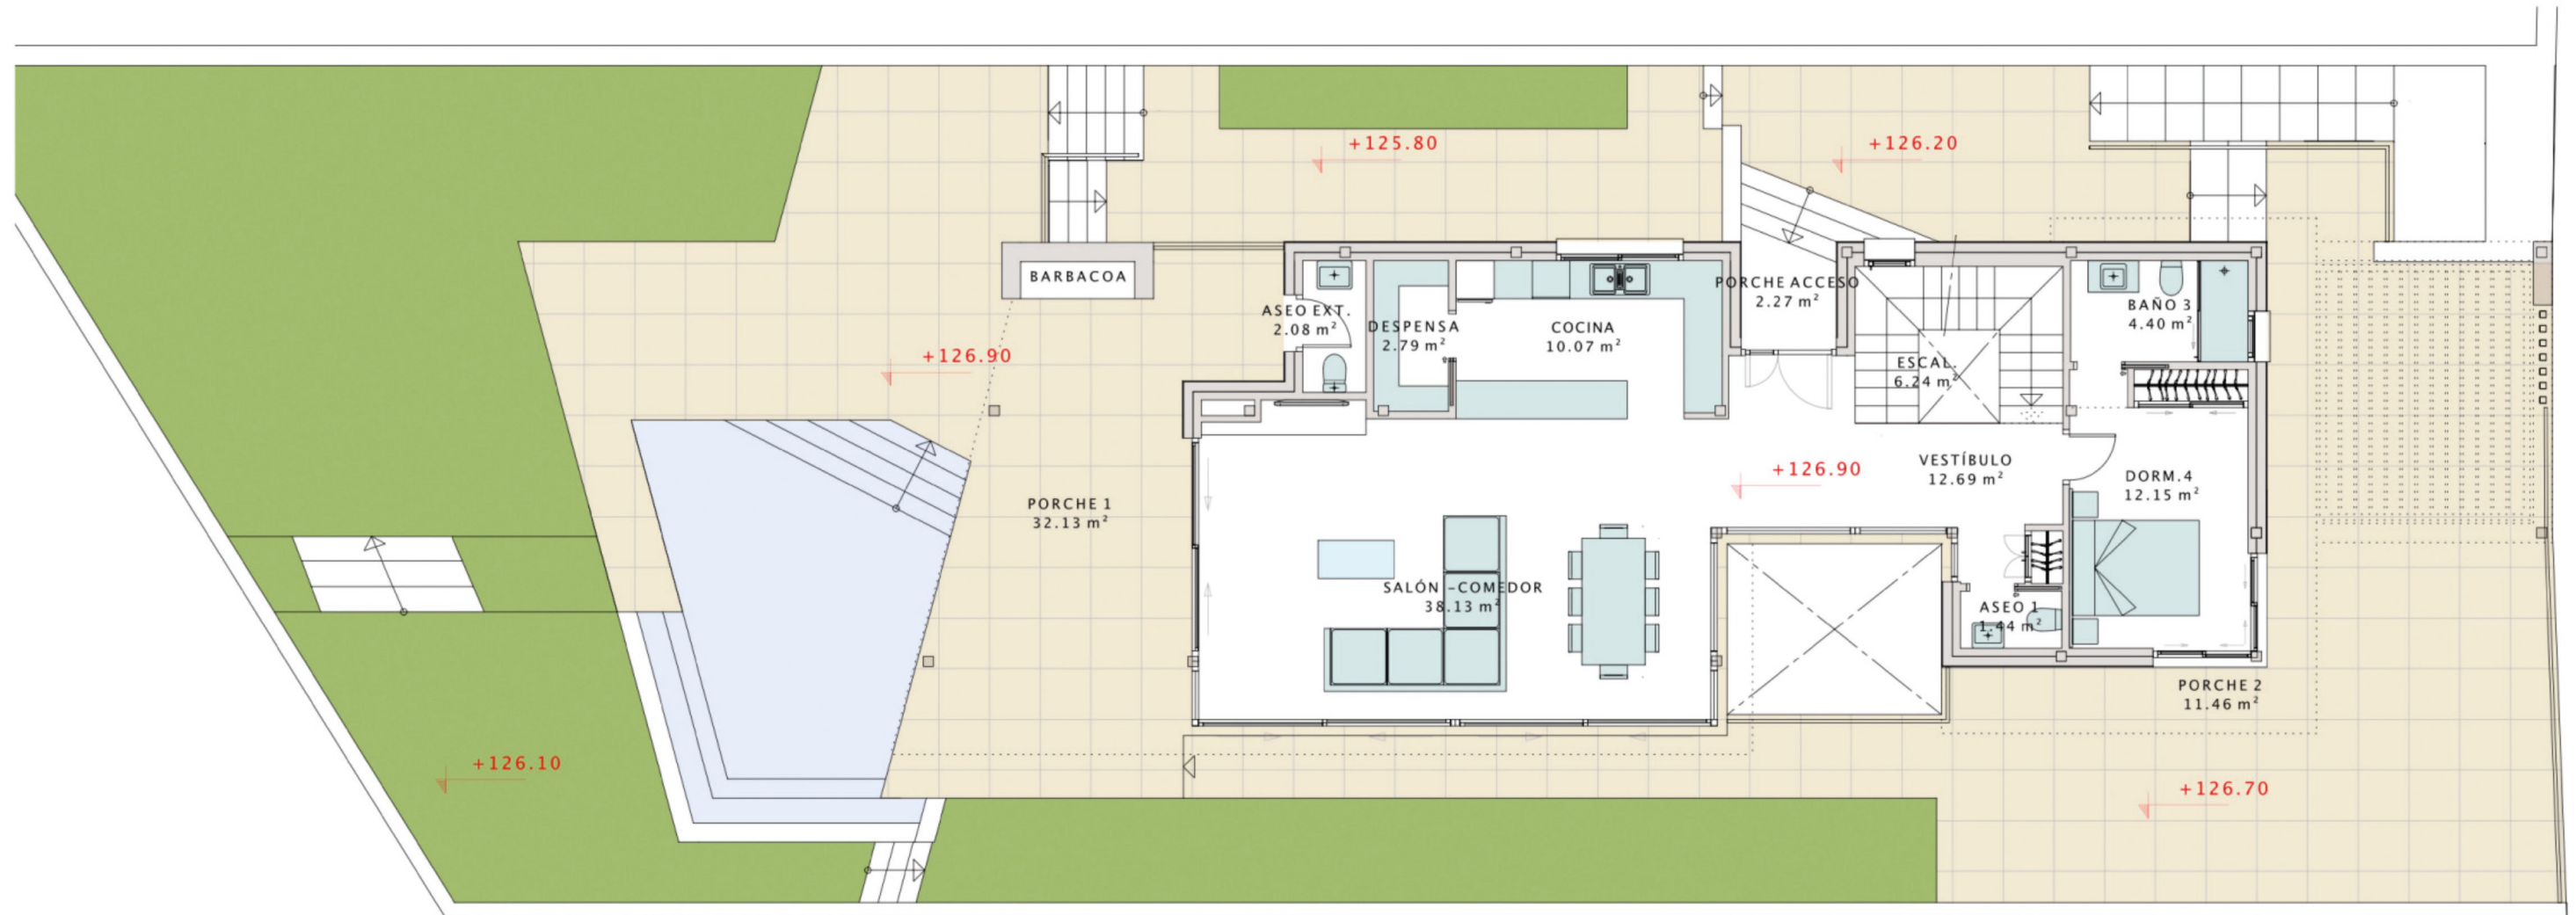 +125.80
+126.20
BARBACOA
PORCHE ACCESO
2.27 m²
ASEO EXT.
2.08 m²
DESPENSA
2.79 m²
COCINA
10.07 m²
BAÑO 3
4.40 m²
+126.90
ESCAL.
6.24 m²
+126.90
VESTÍBULO
12.69 m²
DORM.4
12.15 m²
PORCHE 1
32.13 m²
SALÓN-COMEDOR
38.13 m²
ASEO 1
1.44 m²
PORCHE 2
11.46 m²
+126.10
+126.70